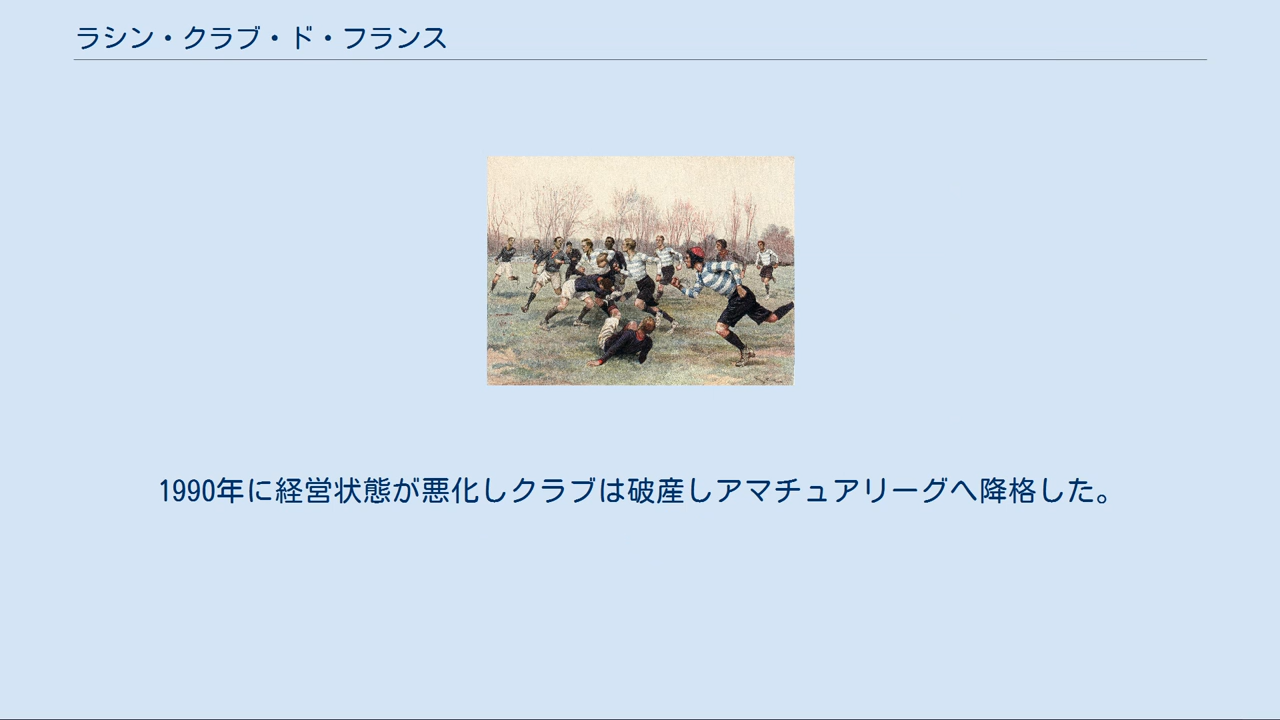 ラシン・クラブ・ド・フランス
1990年に経営状態が悪化しクラブは破産しアマチュアリーグへ降格した。